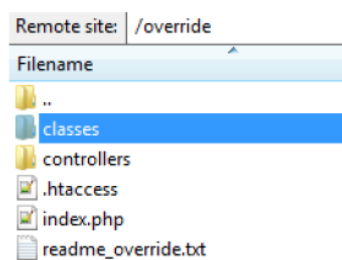 Remote site: /override
Filename
..
classes
controllers
.htaccess
index.php
readme_override.txt